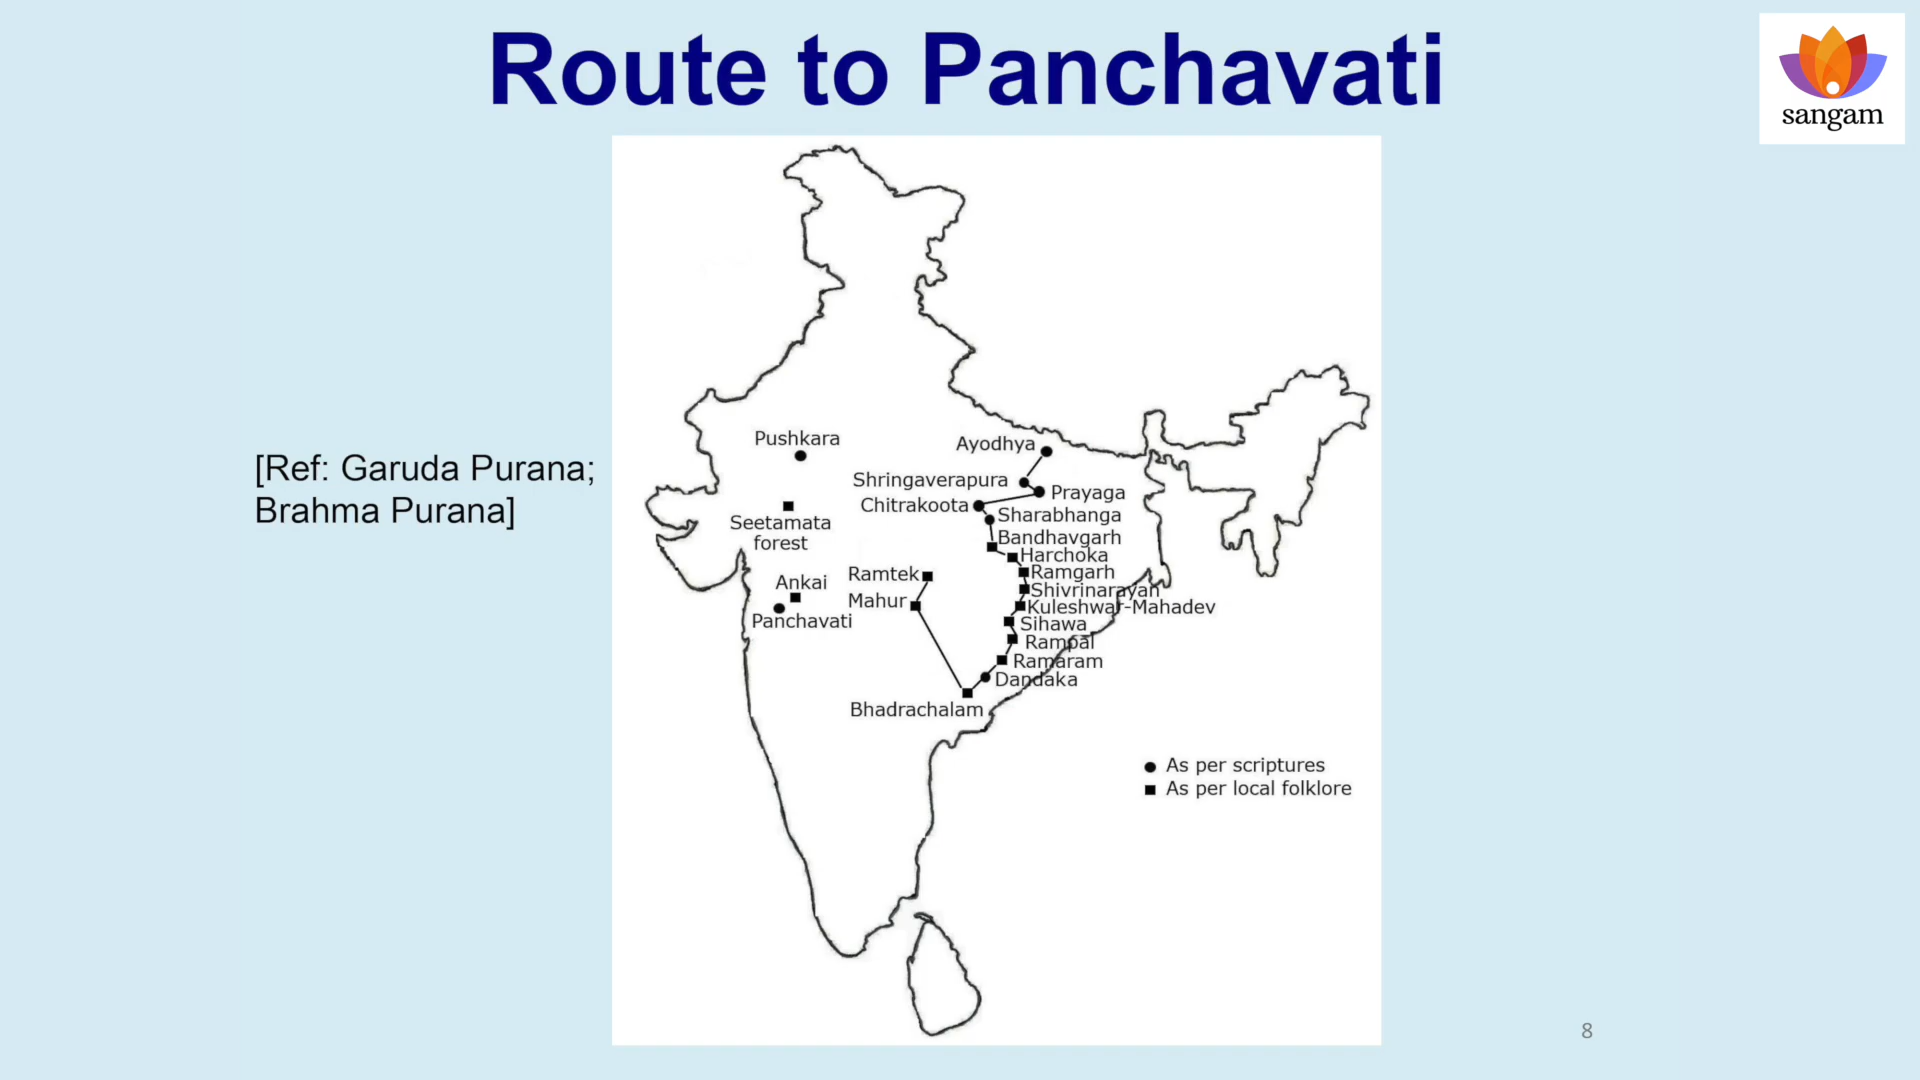 Route to Panchavati
sangam
[Ref: Garuda Purana;
Brahma Purana]
Pushkara
Ayodhya
Shringaverapura
Prayaga
Chitrakoota
Sharabhanga
Seetamata
forest
Bandhavgarh
Harchoka
Ramtek
Ramgarh
Ankai
Shivrinarayan
Mahur
Kuleshwar-Mahadev
Panchavati
Sihawa
Rampal
Ramaram
Dandaka
Bhadrachalam
As per scriptures
As per local folklore
8